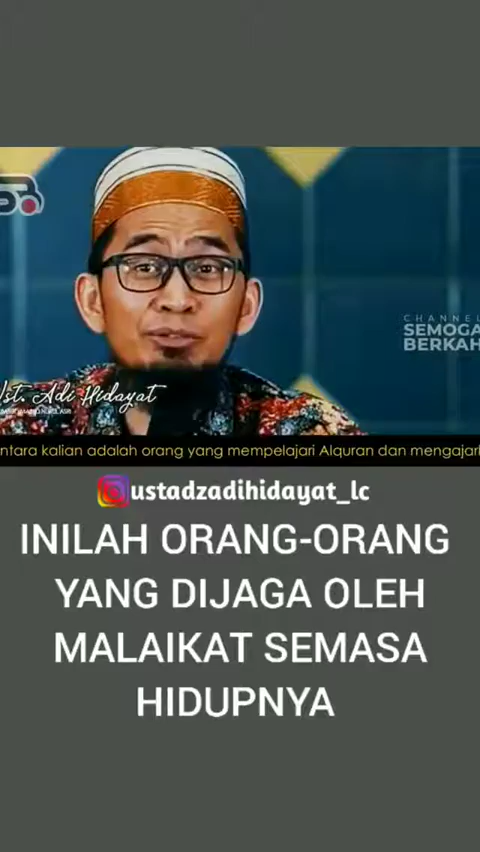 CHANNEL
SEMOGA
BERKAH
Ust. Adi Hidayat
ntara kalian adalah orang yang mempelajari Alquran dan mengajark
ustadzadihidayat_lc
INILAH ORANG-ORANG
YANG DIJAGA OLEH
MALAIKAT SEMASA
HIDUPNYA